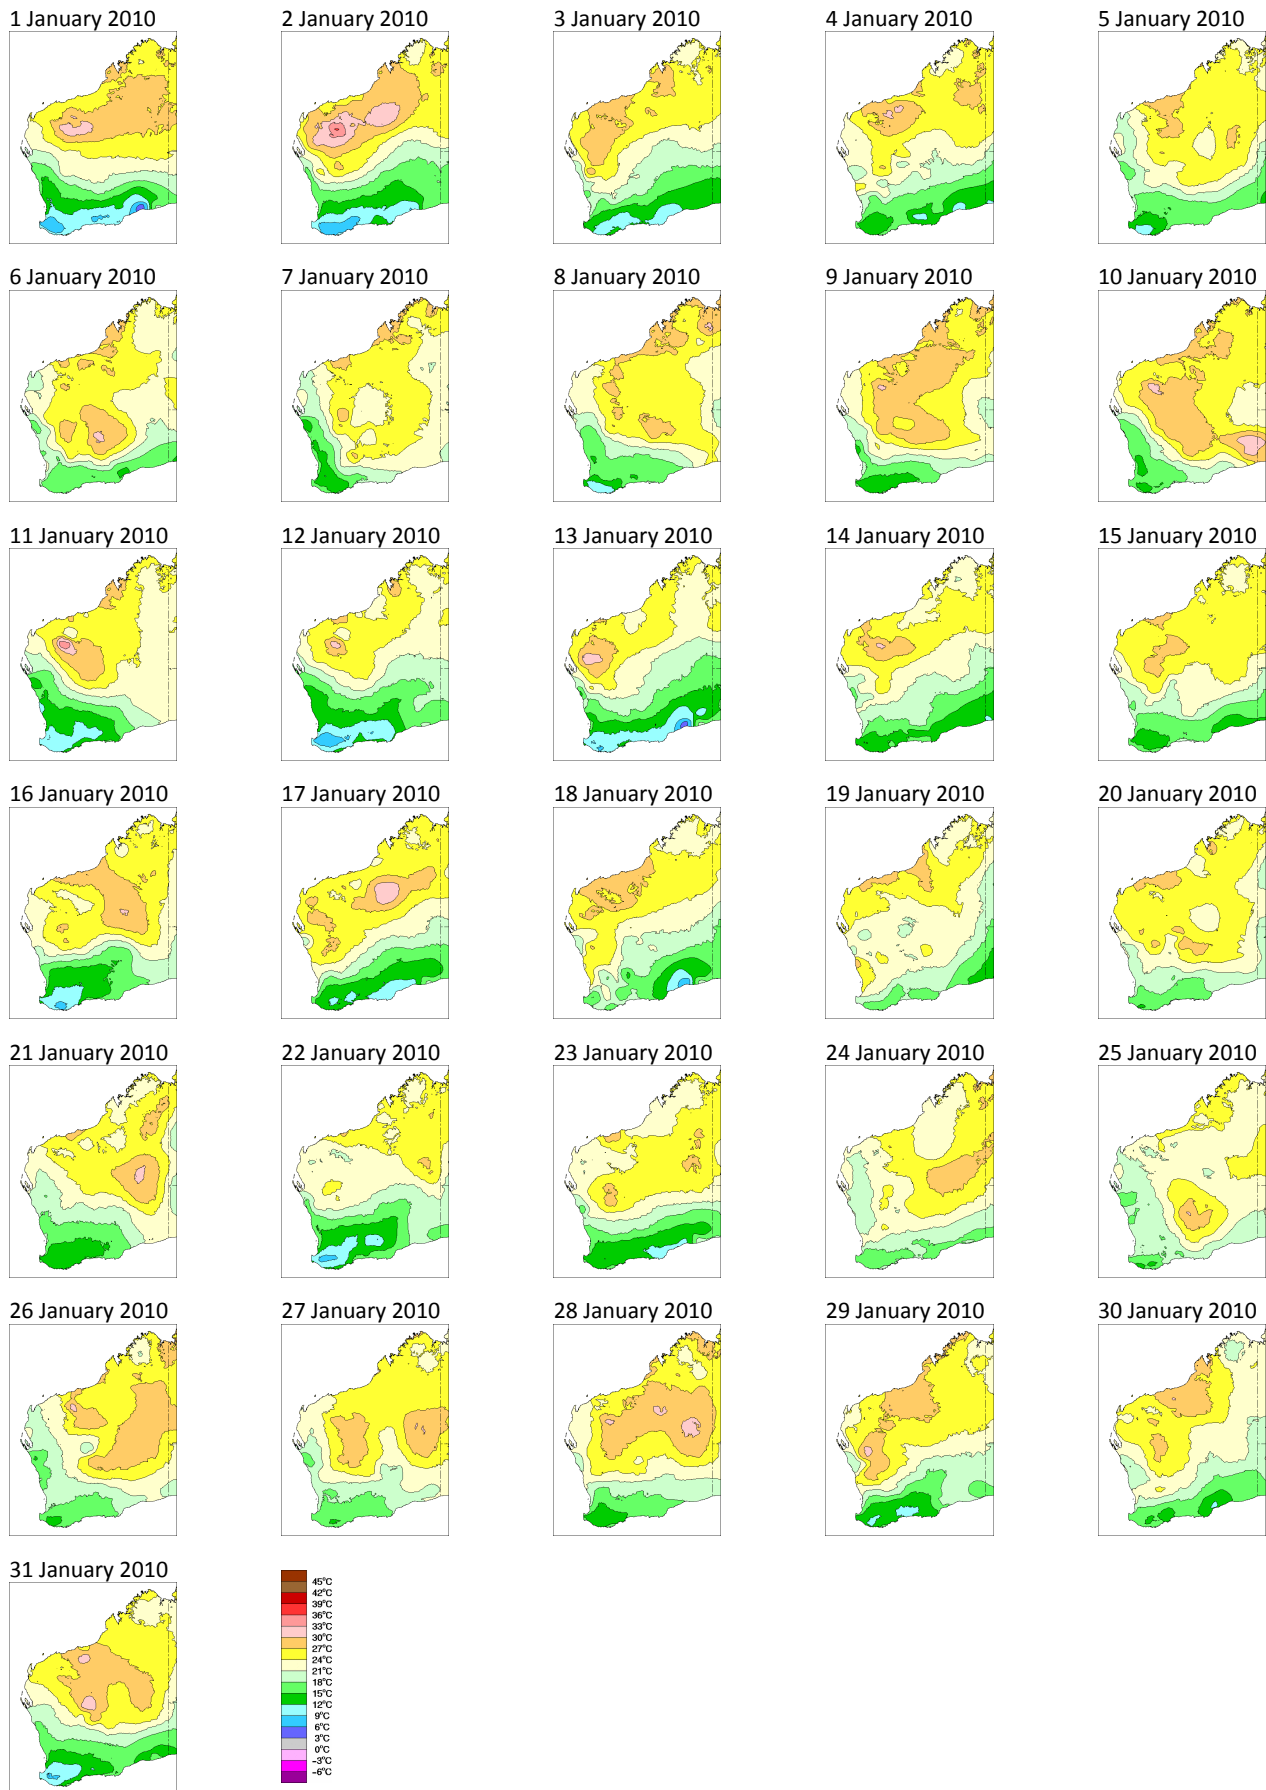 1 January 2010
2 January 2010
3 January 2010
4 January 2010
5 January 2010
6 January 2010
7 January 2010
8 January 2010
9 January 2010
10 January 2010
11 January 2010
12 January 2010
13 January 2010
14 January 2010
15 January 2010
16 January 2010
17 January 2010
18 January 2010
19 January 2010
20 January 2010
21 January 2010
22 January 2010
23 January 2010
24 January 2010
25 January 2010
26 January 2010
27 January 2010
28 January 2010
29 January 2010
30 January 2010
31 January 2010
45°C
42°C
39°C
36°C
33°C
30°C
27°C
24°C
21°C
18°C
15°C
12°C
9°C
6°C
3°C
0°C
-3°C
-6°C